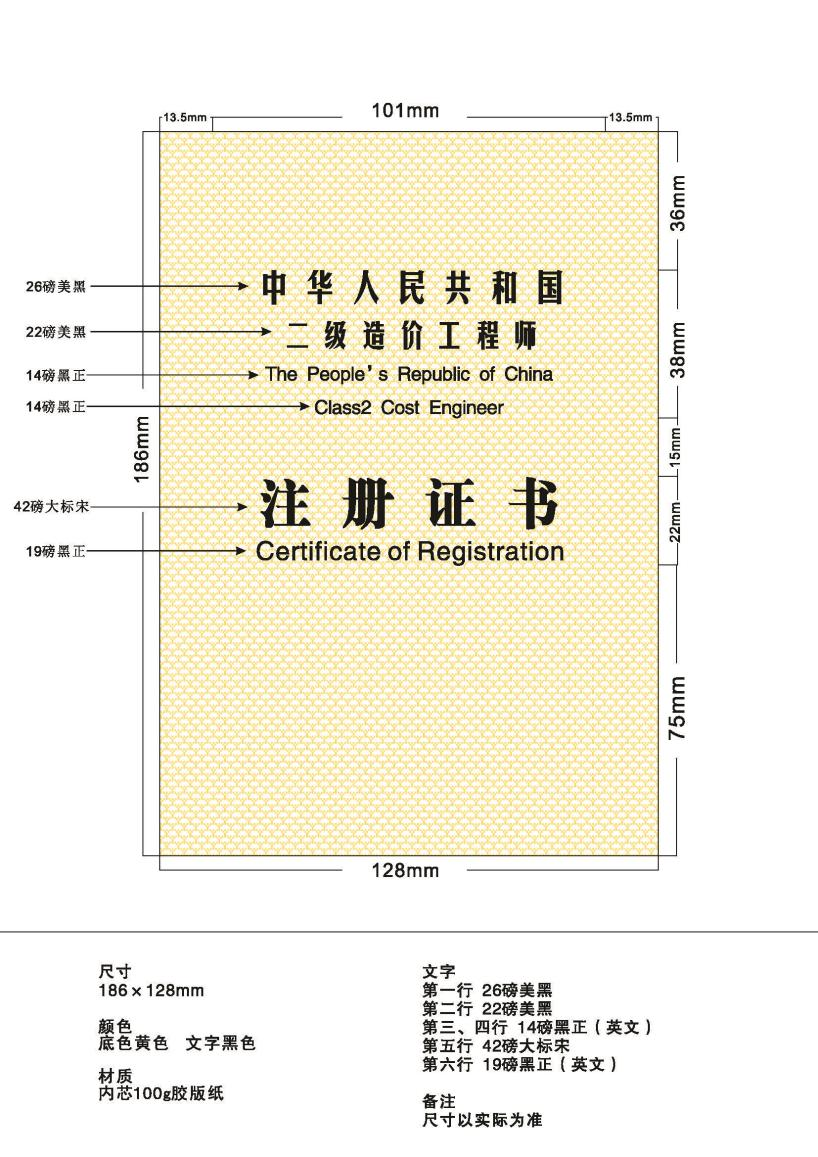 13.5mm 101mm 13.5mm
36mm
26磅美黑 中华人民共和国
22磅美黑 二级造价工程师
38mm
14磅黑正 The People's Republic of China
14磅黑正 Class2 Cost Engineer
186mm
15mm
42磅大标宋 注册证书
22mm
19磅黑正 Certificate of Registration
75mm
128mm
尺寸
186×128mm
颜色
底色黄色 文字黑色
材质
内芯100g胶版纸
文字
第一行 26磅美黑
第二行 22磅美黑
第三、四行 14磅黑正（英文）
第五行 42磅大标宋
第六行 19磅黑正（英文）
备注
尺寸以实际为准